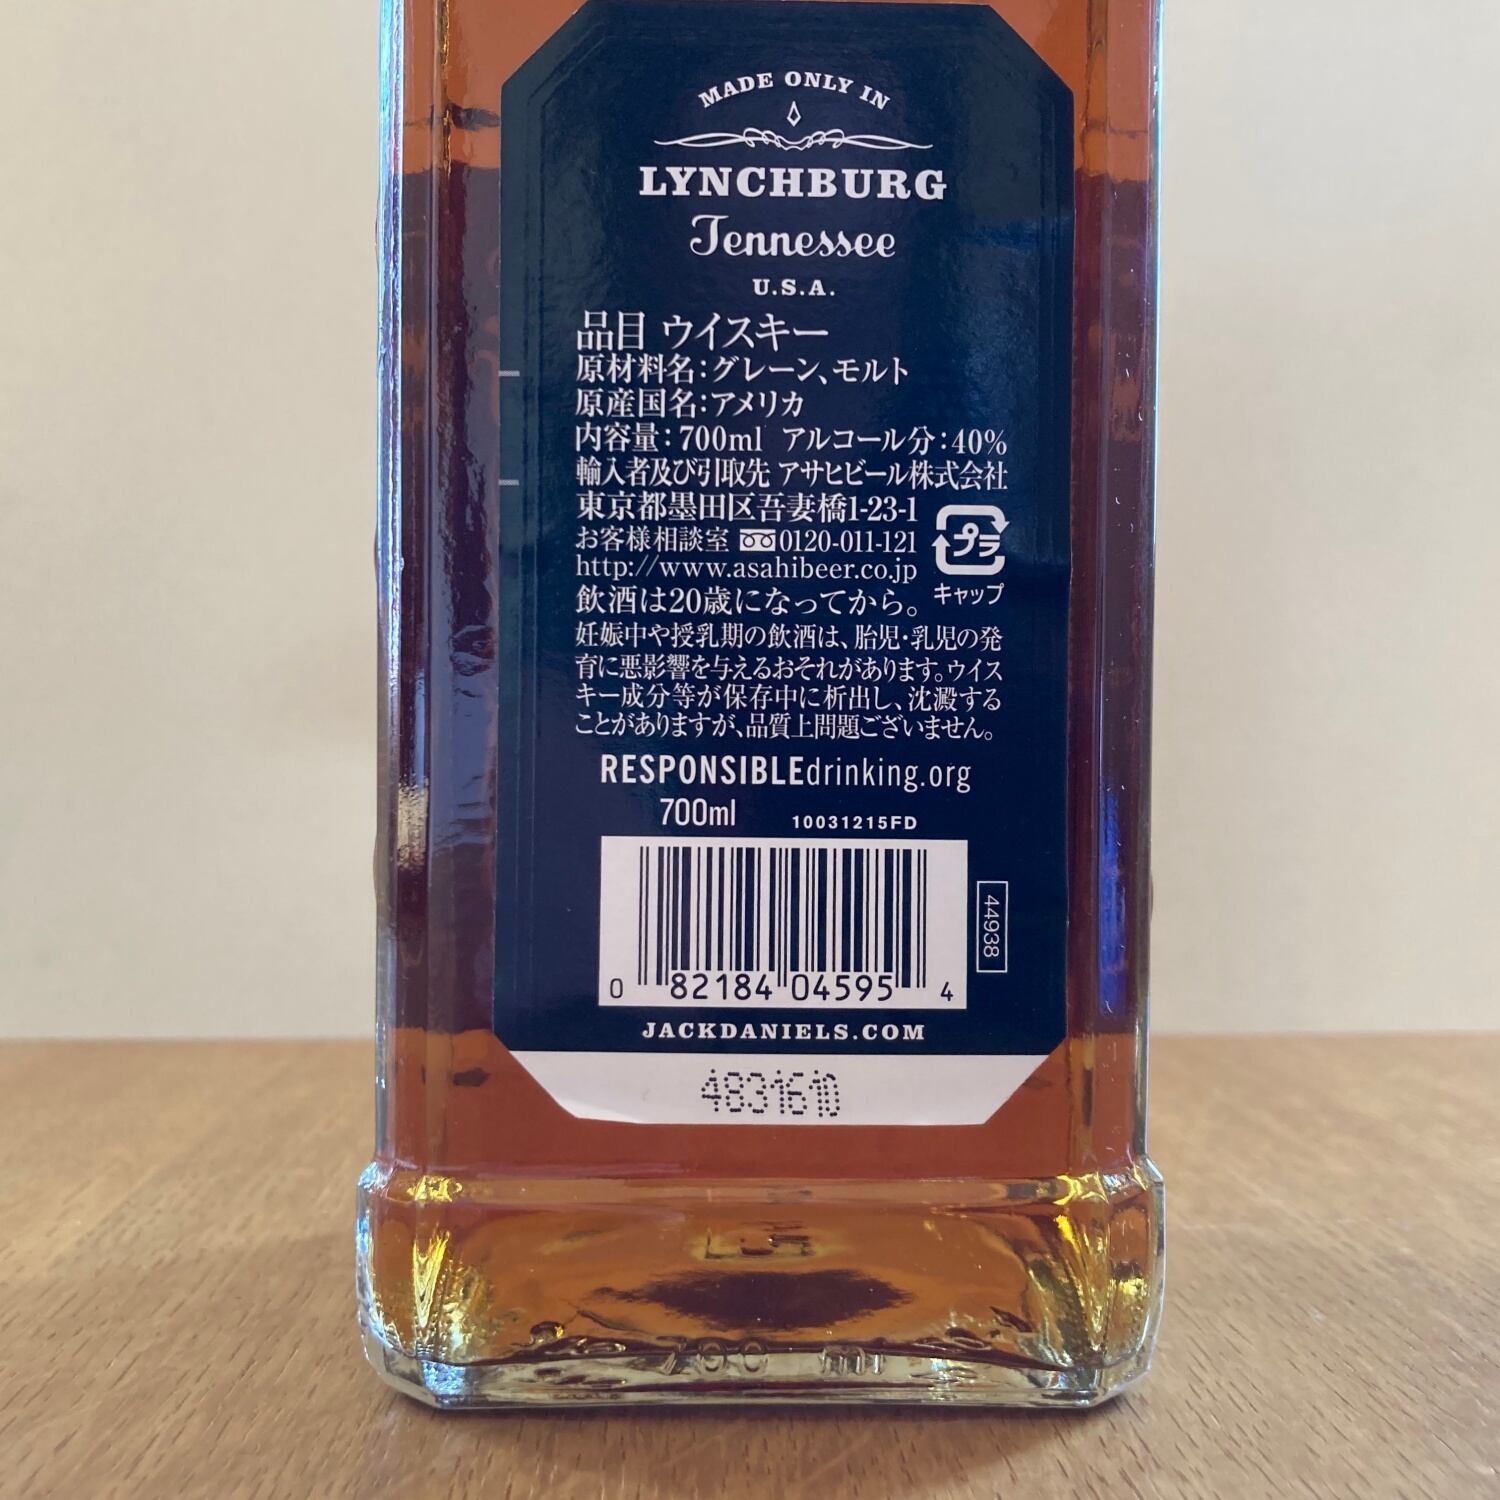 MADE ONLY IN
LYNCHBURG
Tennessee
U.S.A.
品目 ウイスキー
原材料名:グレーン、モルト
原産国名:アメリカ
内容量:700ml アルコール分:40%
輸入者及び引取先 アサヒビール株式会社
東京都墨田区吾妻橋1-23-1
お客様相談室 0120-011-121
http://www.asahibeer.co.jp
プラ
キャップ
飲酒は20歳になってから。
妊娠中や授乳期の飲酒は、胎児・乳児の発
育に悪影響を与えるおそれがあります。ウイス
キー成分等が保存中に析出し、沈澱する
ことがありますが、品質上問題ございません。
RESPONSIBLEdrinking.org
700ml 10031215FD
44938
0 82184 04595 4
JACKDANIELS.COM
4831610
700 ml